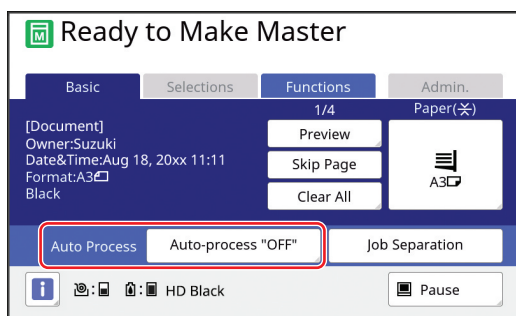 M Ready to Make Master
Basic Selections Functions Admin.
1/4 Paper
[Document]
Owner:Suzuki
Date&Time:Aug 18, 20xx 11:11
Format:A3
Black
Preview
Skip Page
Clear All
A3
Auto Process Auto-process "OFF" Job Separation
i : : HD Black Pause